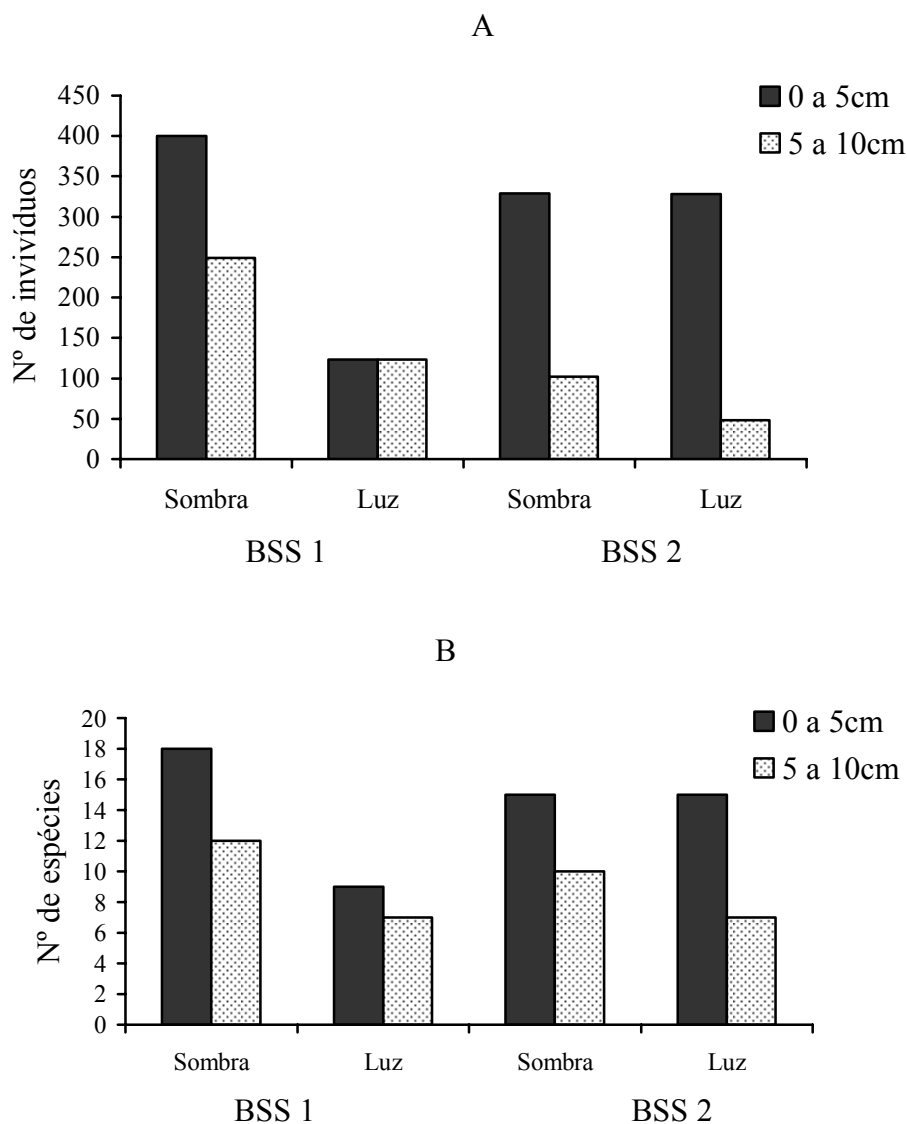 A
Nº de invivíduos
450
400
350
300
250
200
150
100
50
0
0 a 5cm
5 a 10cm
Sombra Luz Sombra Luz
BSS 1 BSS 2
B
Nº de espécies
20
18
16
14
12
10
8
6
4
2
0
0 a 5cm
5 a 10cm
Sombra Luz Sombra Luz
BSS 1 BSS 2